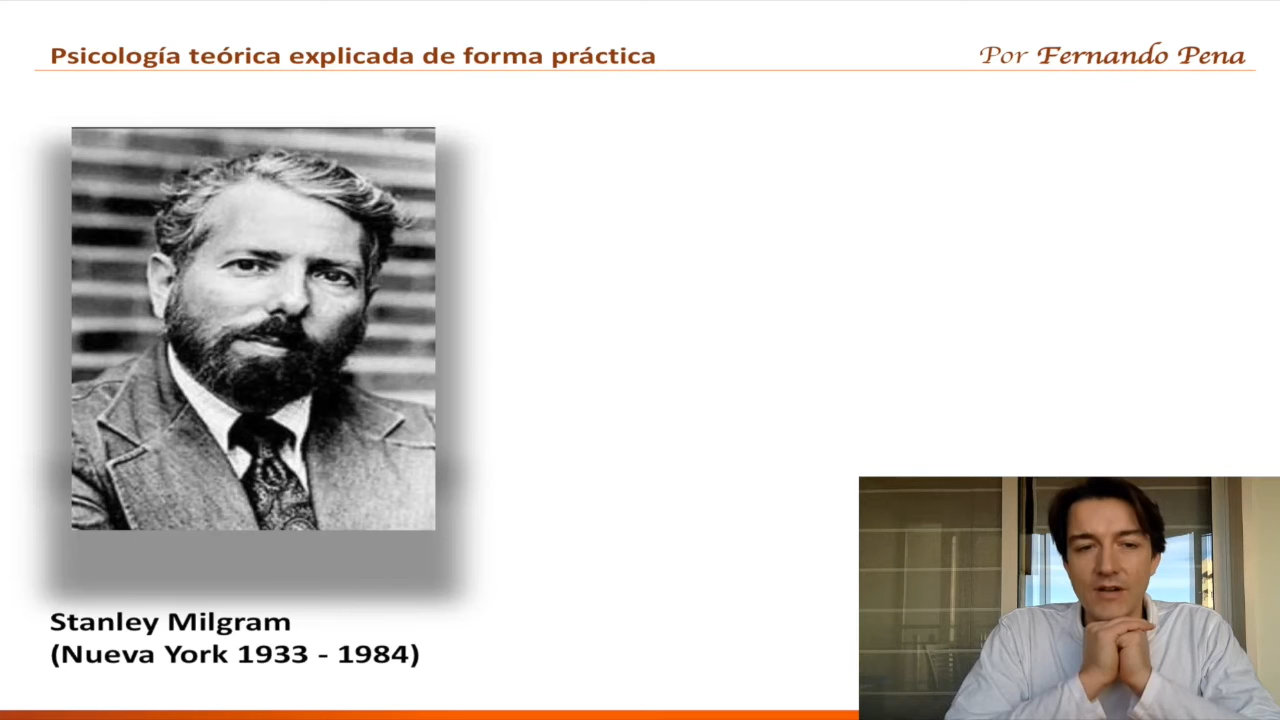 Psicología teórica explicada de forma práctica
Por Fernando Pena
Stanley Milgram
(Nueva York 1933 - 1984)